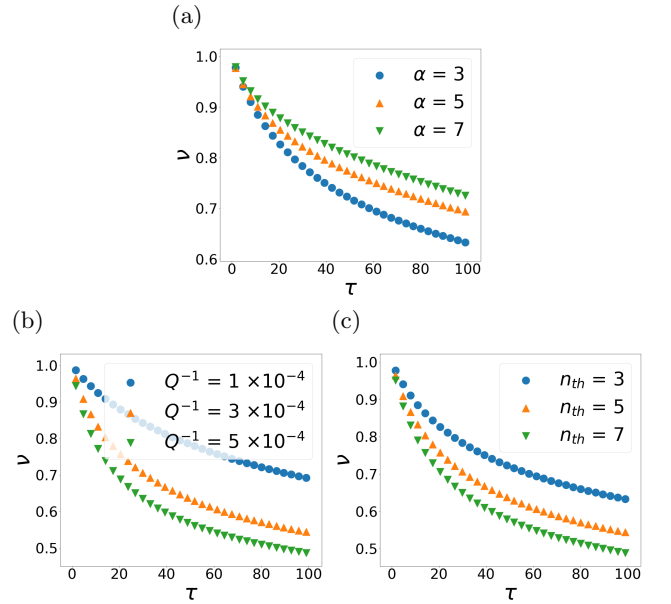 (a)
1.0
0.9
0.8
0.7
0.6
ν
α = 3
α = 5
α = 7
0 20 40 60 80 100
τ
(b)
1.0
0.9
0.8
0.7
0.6
0.5
ν
Q⁻¹ = 1 ×10⁻⁴
Q⁻¹ = 3 ×10⁻⁴
Q⁻¹ = 5 ×10⁻⁴
0 20 40 60 80 100
τ
(c)
1.0
0.9
0.8
0.7
0.6
0.5
ν
n_th = 3
n_th = 5
n_th = 7
0 20 40 60 80 100
τ